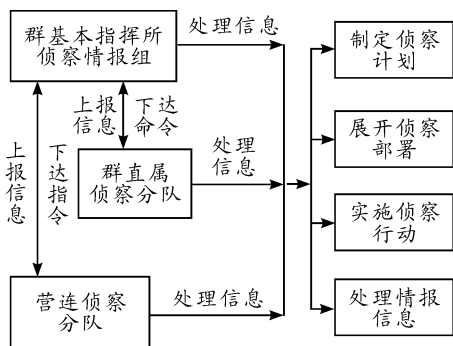 群基本指挥所
侦察情报组
处理信息
制定侦察
计划
上报
信息
下达
命令
展开侦察
部署
处理
信息
群直属
侦察分队
上报信息
下达指令
实施侦察
行动
营连侦察
分队
处理信息
处理情报
信息